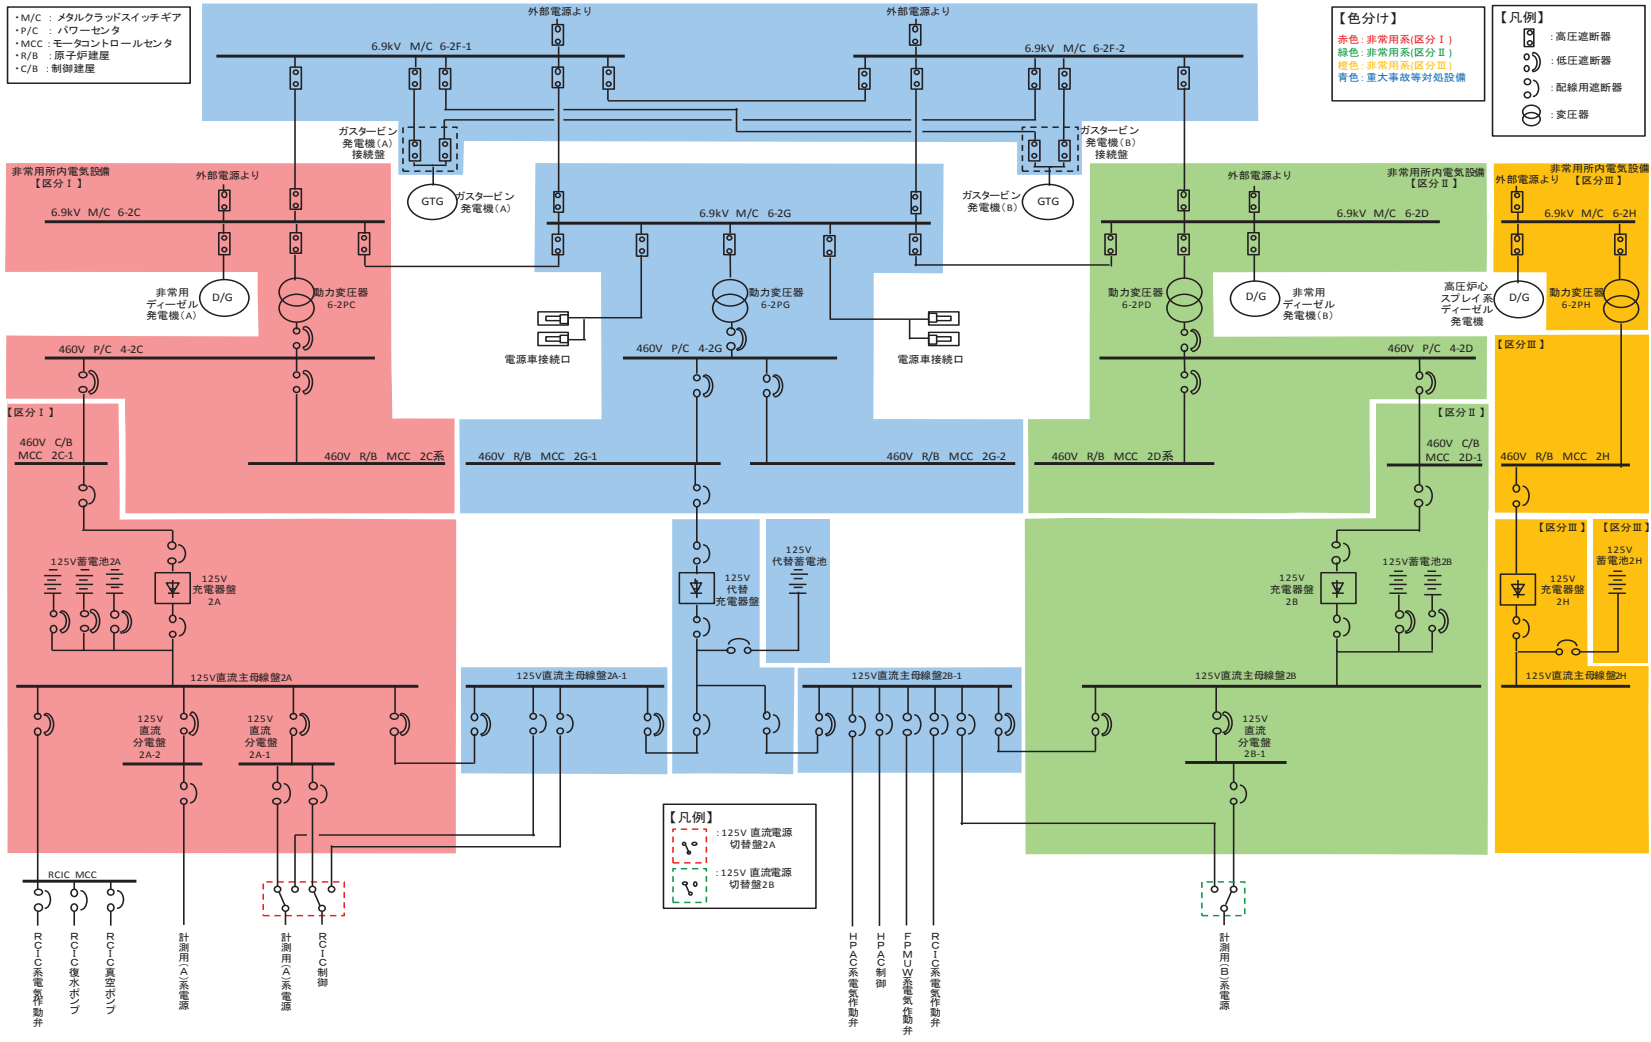 ・M/C : メタルクラッドスイッチギア
・P/C : パワーセンタ
・MCC : モータコントロールセンタ
・R/B : 原子炉建屋
・C/B : 制御建屋
外部電源より
外部電源より
6.9kV M/C 6-2F-1
6.9kV M/C 6-2F-2
【色分け】
赤色：非常用系(区分Ⅰ)
緑色：非常用系(区分Ⅱ)
橙色：非常用系(区分Ⅲ)
青色：重大事故等対処設備
【凡例】
：高圧遮断器
：低圧遮断器
：配線用遮断器
：変圧器
ガスタービン
発電機(A)
接続盤
ガスタービン
発電機(B)
接続盤
GTG
ガスタービン
発電機(A)
ガスタービン
発電機(B)
GTG
非常用所内電気設備
【区分Ⅰ】
外部電源より
6.9kV M/C 6-2C
6.9kV M/C 6-2G
外部電源より
非常用所内電気設備
【区分Ⅱ】
6.9kV M/C 6-2D
非常用所内電気設備
【区分Ⅲ】
外部電源より
6.9kV M/C 6-2H
非常用
ディーゼル
発電機(A)
D/G
動力変圧器
6-2PC
電源車接続口
動力変圧器
6-2PG
電源車接続口
動力変圧器
6-2PD
D/G
非常用
ディーゼル
発電機(B)
高圧炉心
スプレイ系
ディーゼル
発電機
D/G
動力変圧器
6-2PH
460V P/C 4-2C
460V P/C 4-2G
460V P/C 4-2D
【区分Ⅲ】
【区分Ⅰ】
460V C/B
MCC 2C-1
460V R/B MCC 2C系
460V R/B MCC 2G-1
460V R/B MCC 2G-2
460V R/B MCC 2D系
【区分Ⅱ】
460V C/B
MCC 2D-1
460V R/B MCC 2H
125V蓄電池2A
125V
充電器盤
2A
125V
代替
充電器盤
125V
代替蓄電池
125V
充電器盤
2B
125V蓄電池2B
【区分Ⅲ】
125V
充電器盤
2H
【区分Ⅲ】
125V
蓄電池2H
125V直流主母線盤2A
125V直流主母線盤2A-1
125V直流主母線盤2B-1
125V直流主母線盤2B
125V直流主母線盤2H
125V
直流
分電盤
2A-2
125V
直流
分電盤
2A-1
125V
直流
分電盤
2B-1
【凡例】
：125V 直流電源
切替盤2A
：125V 直流電源
切替盤2B
RCIC MCC
RCIC系電気作動弁
RCIC復水ポンプ
RCIC真空ポンプ
計測用(A)系電源
計測用(A)系電源
RCIC制御
HPAC系電気作動弁
HPAC制御
FPMUW系電気作動弁
RCIC系電気作動弁
計測用(B)系電源